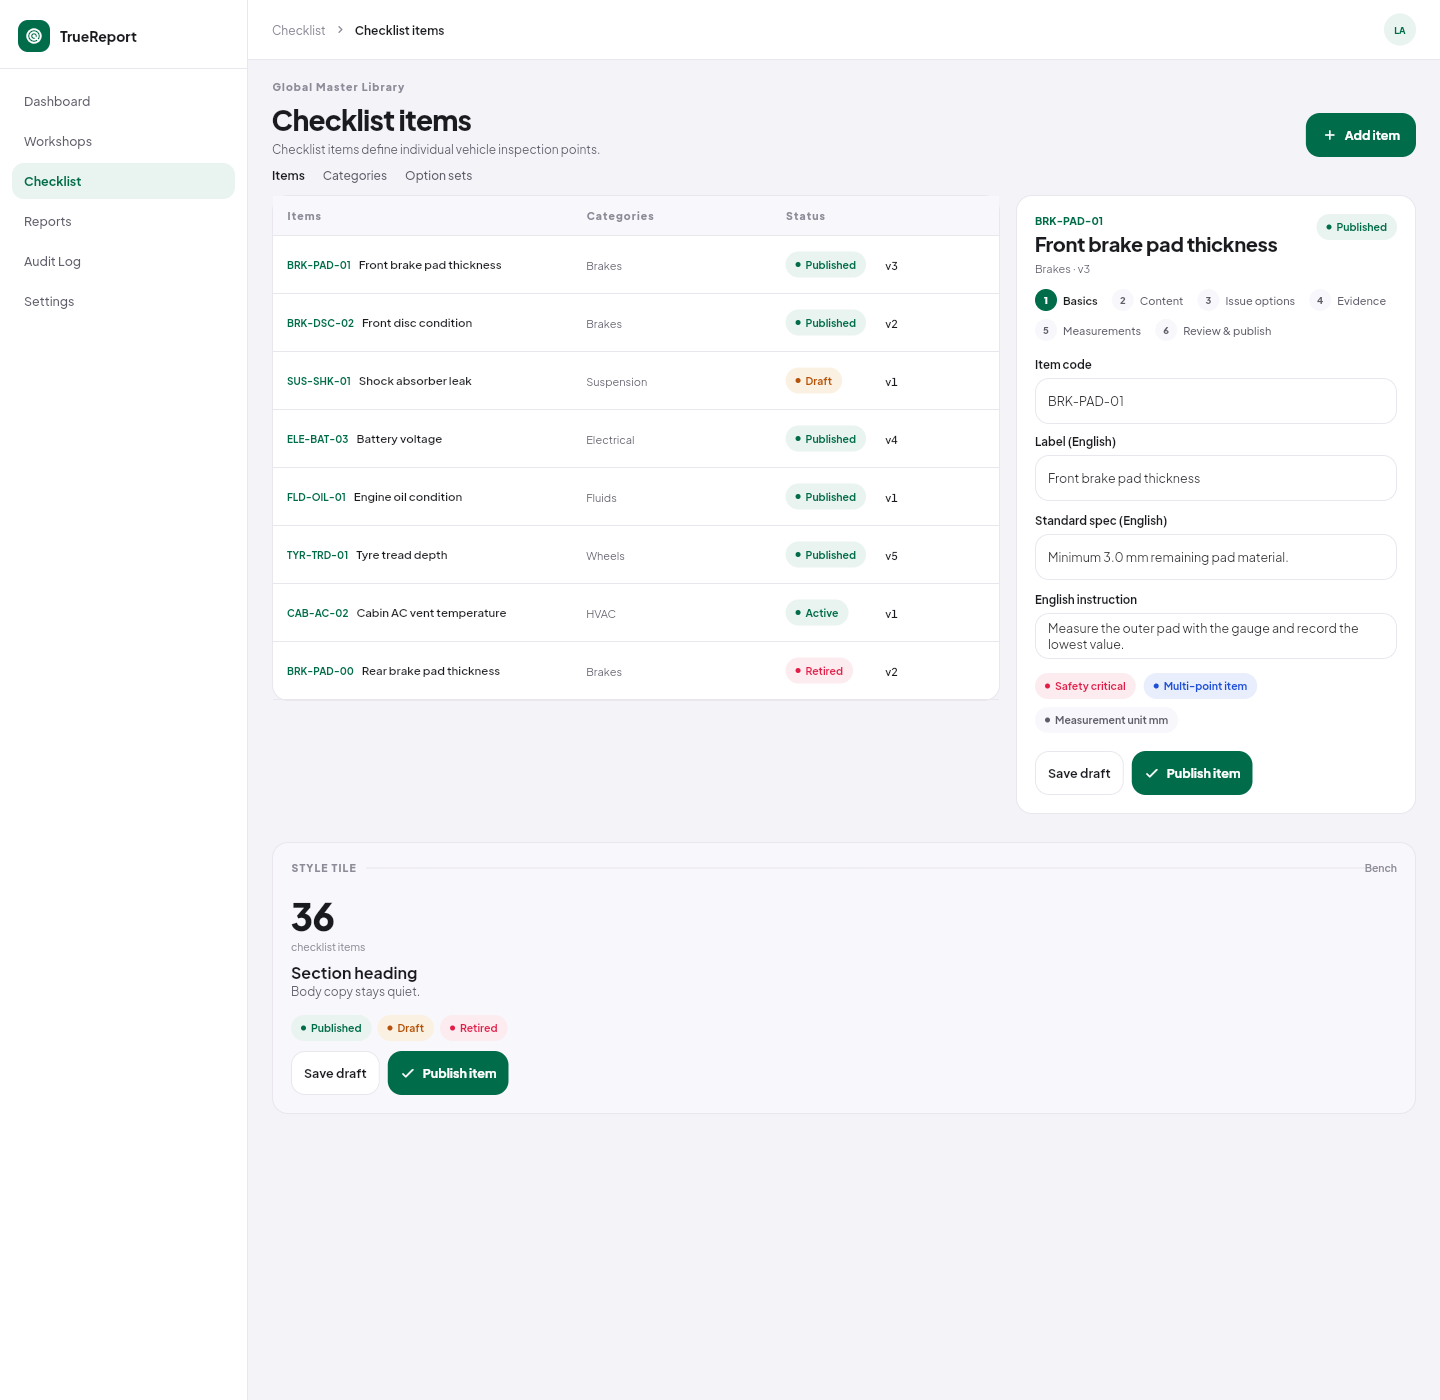 TrueReport
Dashboard
Workshops
Checklist
Reports
Audit Log
Settings
Checklist > Checklist items
LA
Global Master Library
Checklist items
Checklist items define individual vehicle inspection points.
Add item
Items Categories Option sets
Items Categories Status
BRK-PAD-01 Front brake pad thickness Brakes Published v3
BRK-DSC-02 Front disc condition Brakes Published v2
SUS-SHK-01 Shock absorber leak Suspension Draft v1
ELE-BAT-03 Battery voltage Electrical Published v4
FLD-OIL-01 Engine oil condition Fluids Published v1
TYR-TRD-01 Tyre tread depth Wheels Published v5
CAB-AC-02 Cabin AC vent temperature HVAC Active v1
BRK-PAD-00 Rear brake pad thickness Brakes Retired v2
BRK-PAD-01
Published
Front brake pad thickness
Brakes · v3
1 Basics 2 Content 3 Issue options 4 Evidence
5 Measurements 6 Review & publish
Item code
BRK-PAD-01
Label (English)
Front brake pad thickness
Standard spec (English)
Minimum 3.0 mm remaining pad material.
English instruction
Measure the outer pad with the gauge and record the
lowest value.
Safety critical Multi-point item
Measurement unit mm
Save draft Publish item
STYLE TILE Bench
36
checklist items
Section heading
Body copy stays quiet.
Published Draft Retired
Save draft Publish item